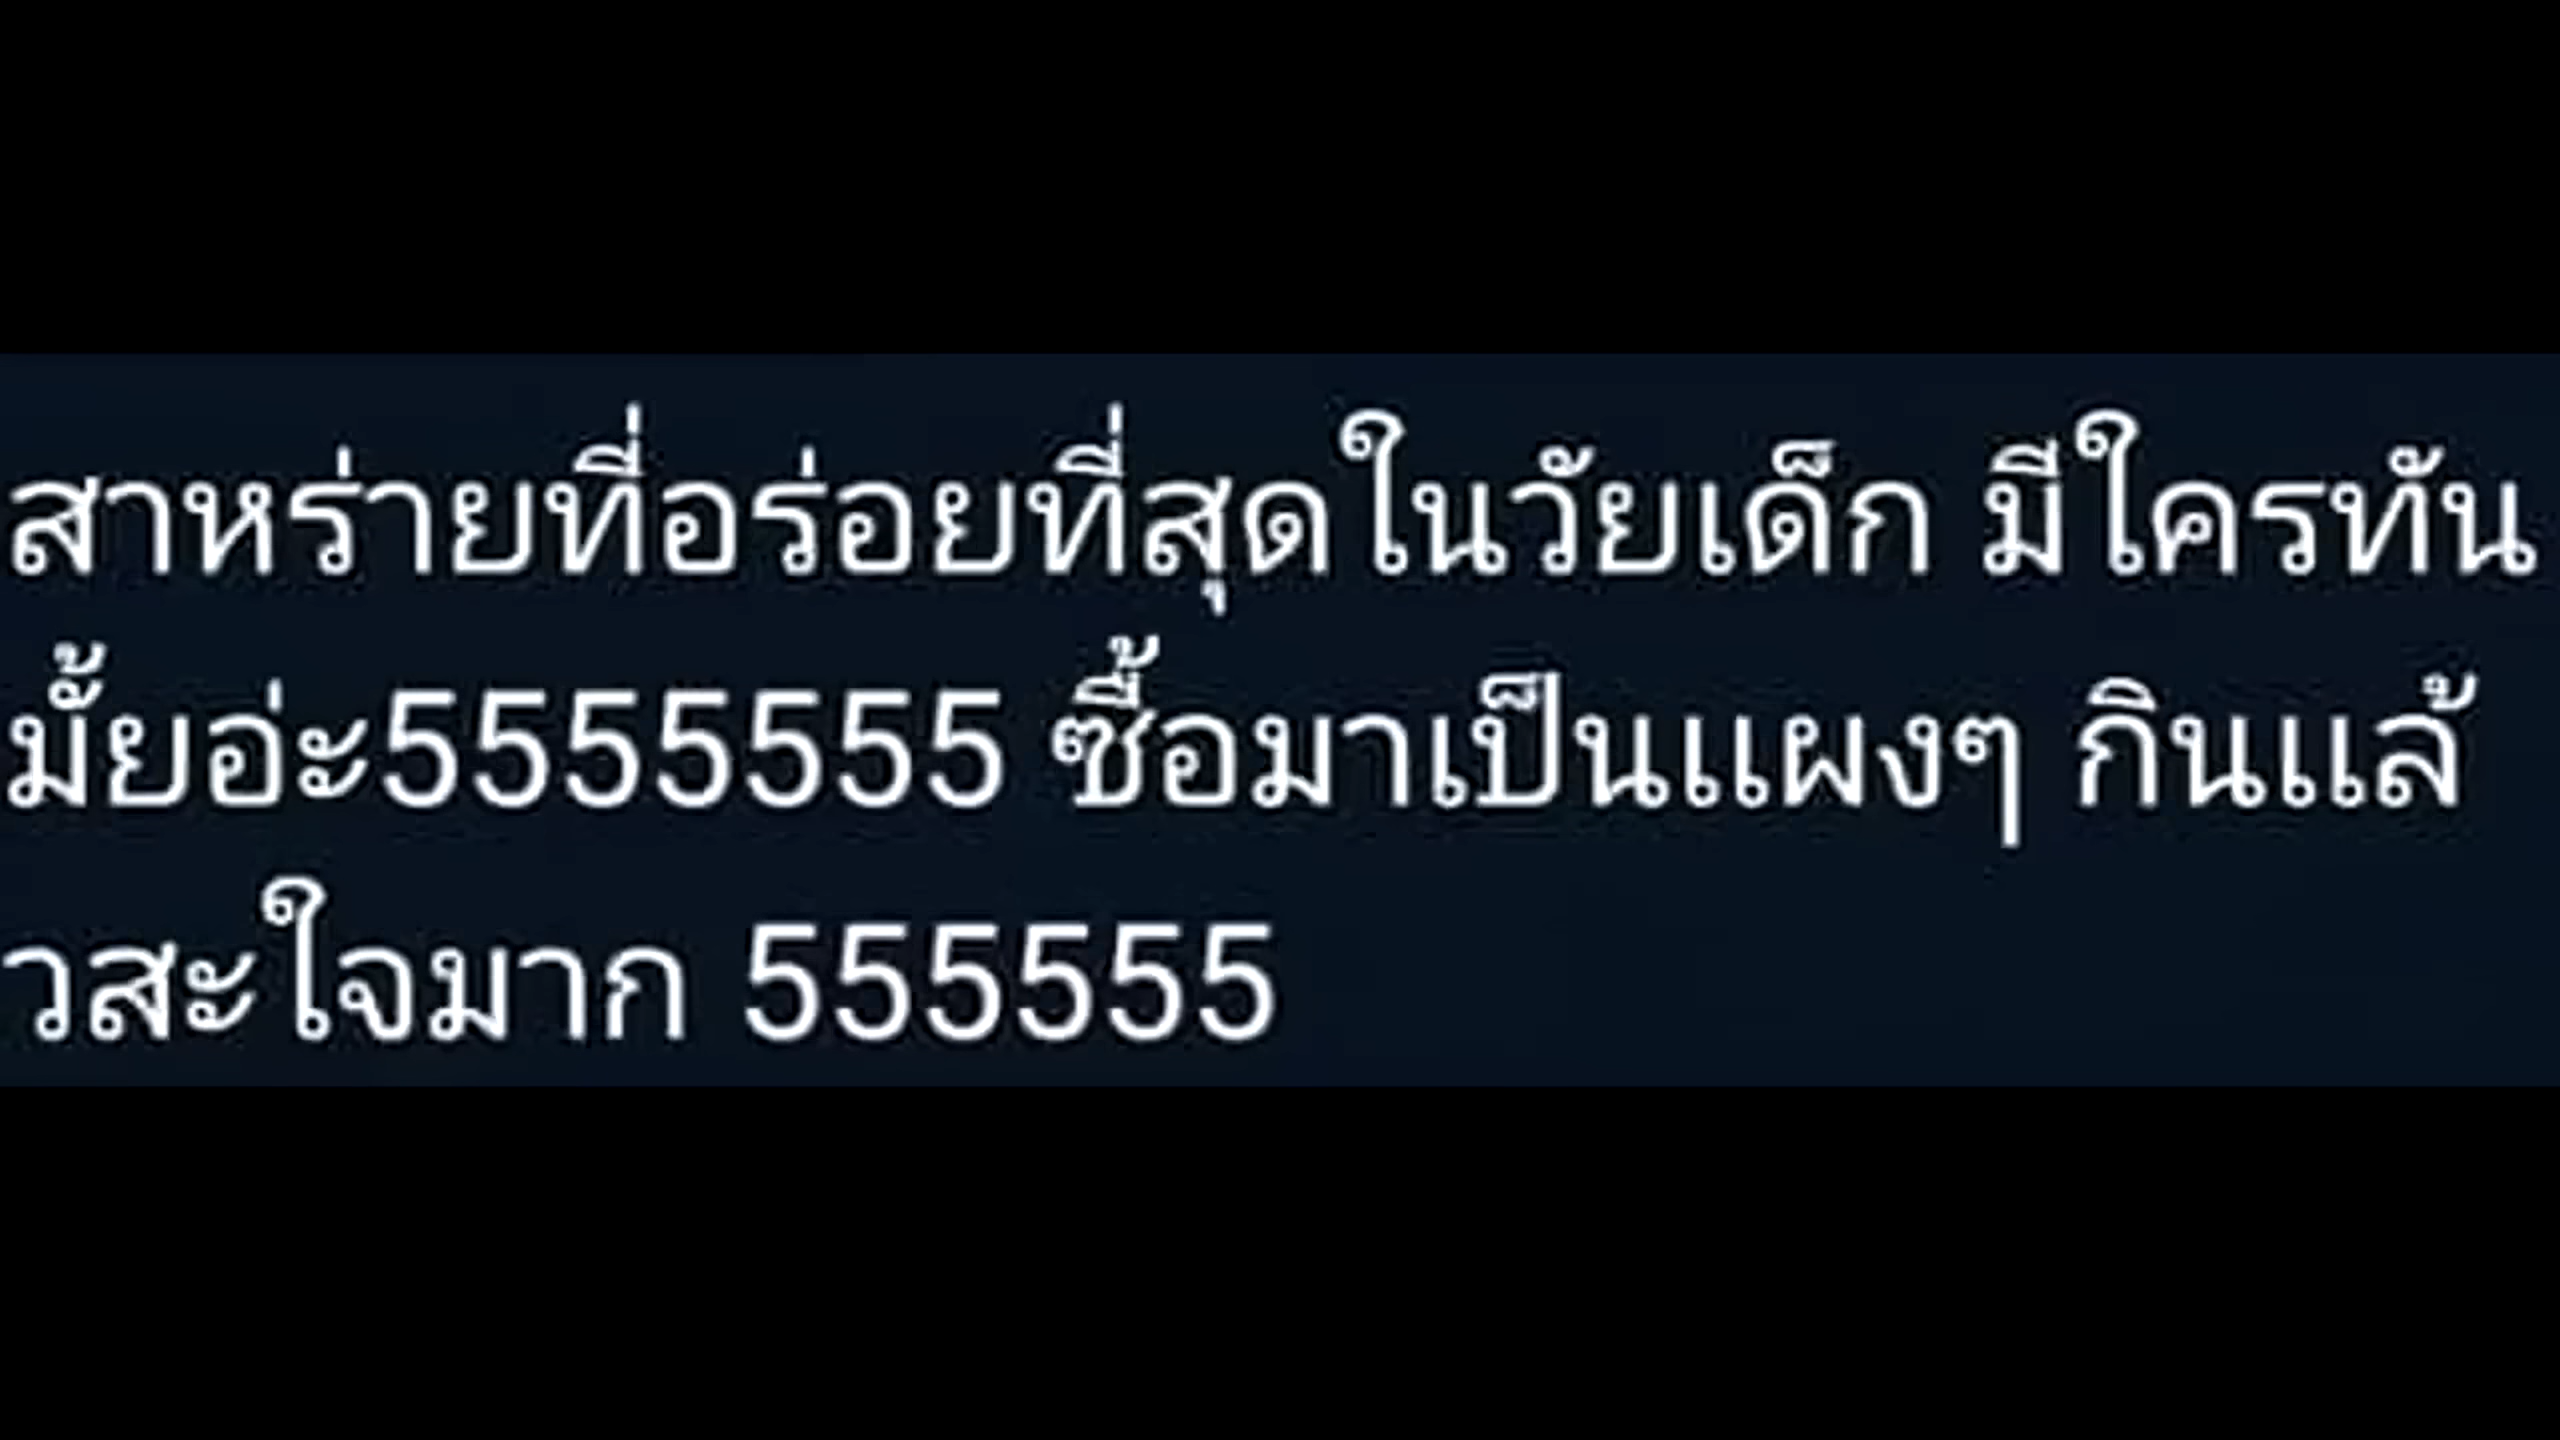 สาหร่ายที่อร่อยที่สุดในวัยเด็ก มีใครทัน
มั้ยอ่ะ5555555 ซื้อมาเป็นแผงๆ กินแล้
วสะใจมาก 555555